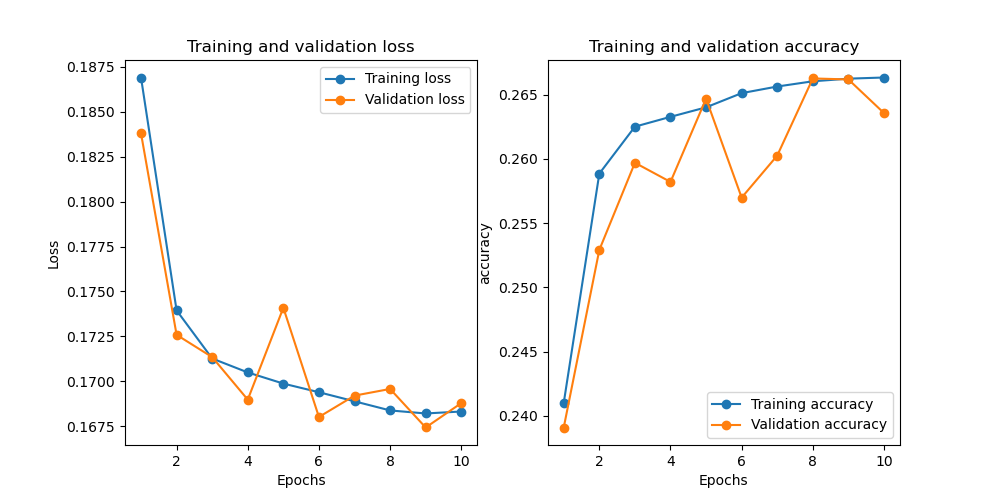 Training and validation loss
0.1875
0.1850
0.1825
0.1800
0.1775
0.1750
0.1725
0.1700
0.1675
Loss
2 4 6 8 10
Epochs
Training loss
Validation loss
Training and validation accuracy
0.265
0.260
0.255
0.250
0.245
0.240
accuracy
2 4 6 8 10
Epochs
Training accuracy
Validation accuracy